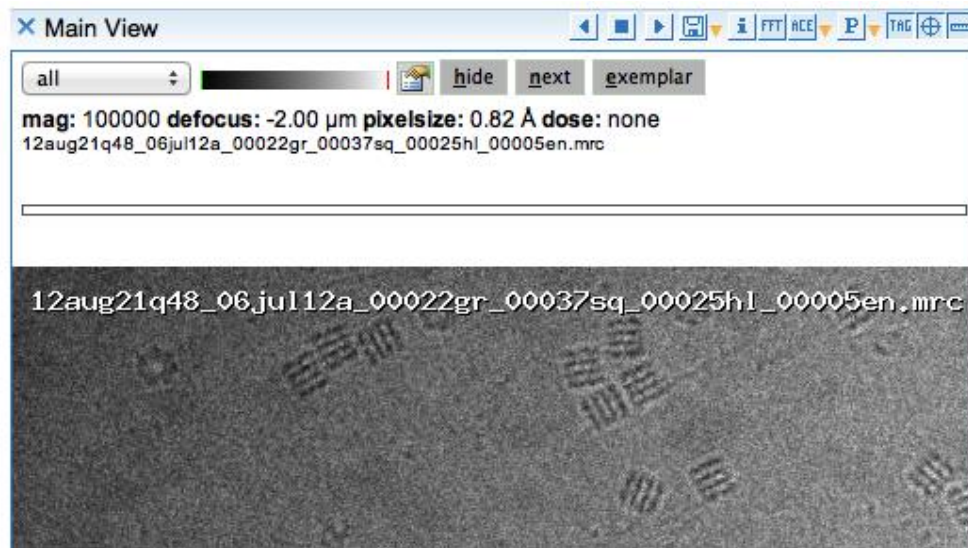 Main View
FFT ACE P TAG
all hide next exemplar
mag: 100000 defocus: -2.00 µm pixelsize: 0.82 Å dose: none
12aug21q48_06jul12a_00022gr_00037sq_00025hl_00005en.mrc
12aug21q48_06jul12a_00022gr_00037sq_00025hl_00005en.mrc